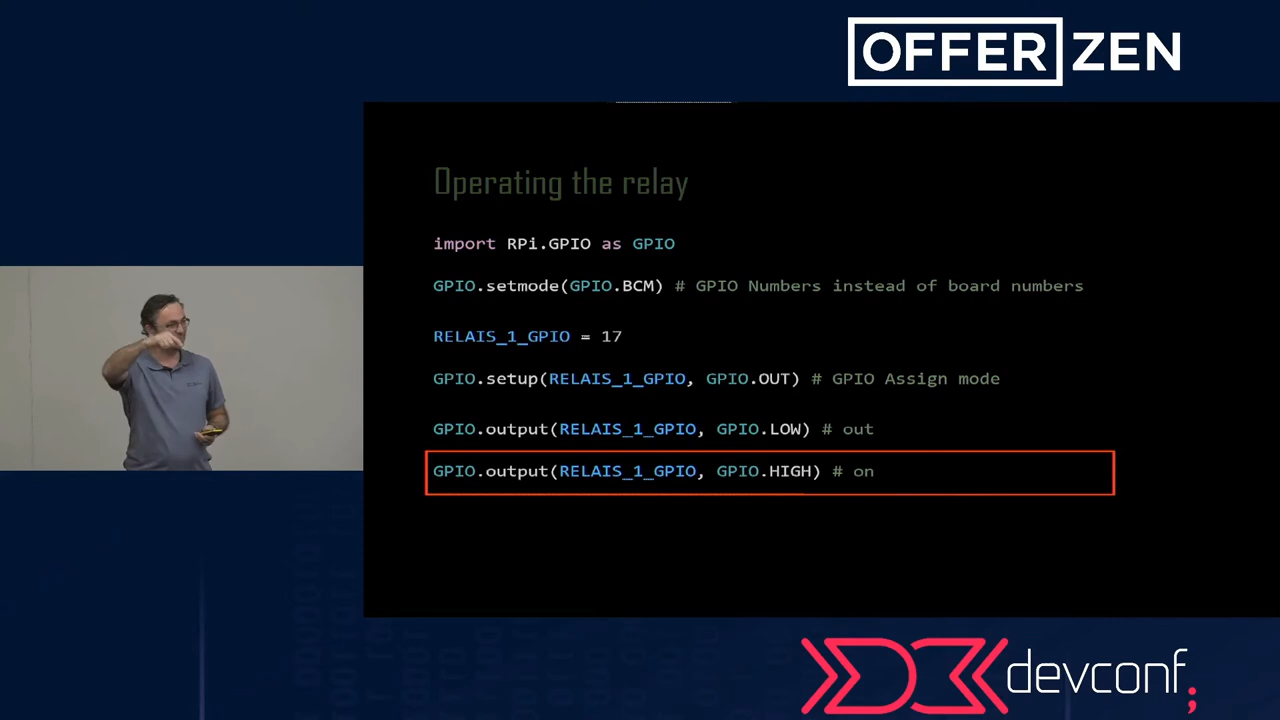 OFFERZEN
Operating the relay
import RPi.GPIO as GPIO
GPIO.setmode(GPIO.BCM) # GPIO Numbers instead of board numbers
RELAIS_1_GPIO = 17
GPIO.setup(RELAIS_1_GPIO, GPIO.OUT) # GPIO Assign mode
GPIO.output(RELAIS_1_GPIO, GPIO.LOW) # out
GPIO.output(RELAIS_1_GPIO, GPIO.HIGH) # on
devconf;